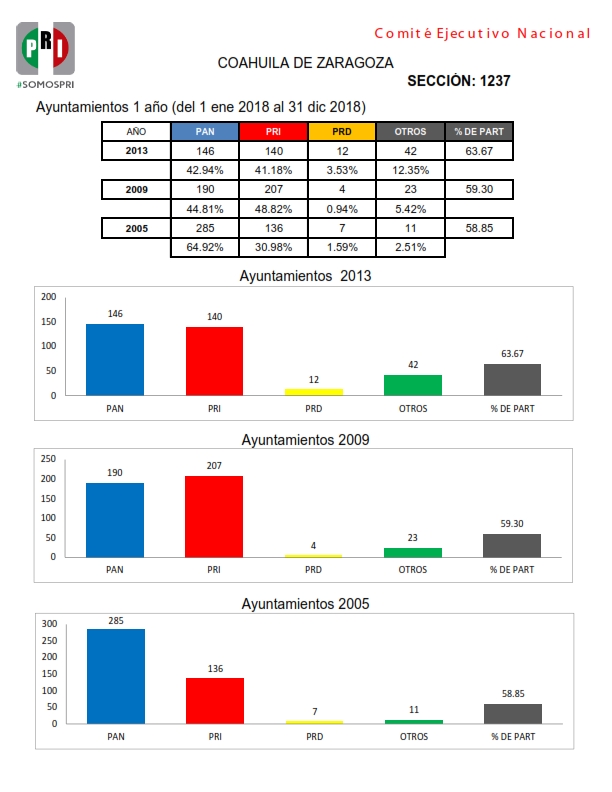 Comité Ejecutivo Nacional
PRI
#SOMOSPRI
COAHUILA DE ZARAGOZA
SECCIÓN: 1237
Ayuntamientos 1 año (del 1 ene 2018 al 31 dic 2018)
AÑO PAN PRI PRD OTROS % DE PART
2013 146 140 12 42 63.67
42.94% 41.18% 3.53% 12.35%
2009 190 207 4 23 59.30
44.81% 48.82% 0.94% 5.42%
2005 285 136 7 11 58.85
64.92% 30.98% 1.59% 2.51%
Ayuntamientos 2013
200
150
100
50
0
146 140 12 42 63.67
PAN PRI PRD OTROS % DE PART
Ayuntamientos 2009
250
200
150
100
50
0
190 207 4 23 59.30
PAN PRI PRD OTROS % DE PART
Ayuntamientos 2005
300
250
200
150
100
50
0
285 136 7 11 58.85
PAN PRI PRD OTROS % DE PART